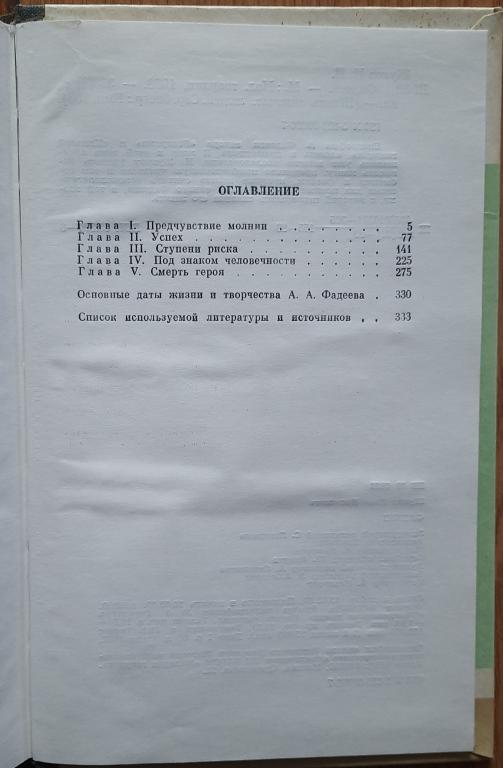 ОГЛАВЛЕНИЕ
Глава I. Предчувствие молнии . . . . . . . . 5
Глава II. Успех . . . . . . . . . . . . . 77
Глава III. Ступени риска . . . . . . . . . . 141
Глава IV. Под знаком человечности . . . . . . 225
Глава V. Смерть героя . . . . . . . . . . . 275
Основные даты жизни и творчества А. А. Фадеева . 330
Список используемой литературы и источников . . 333